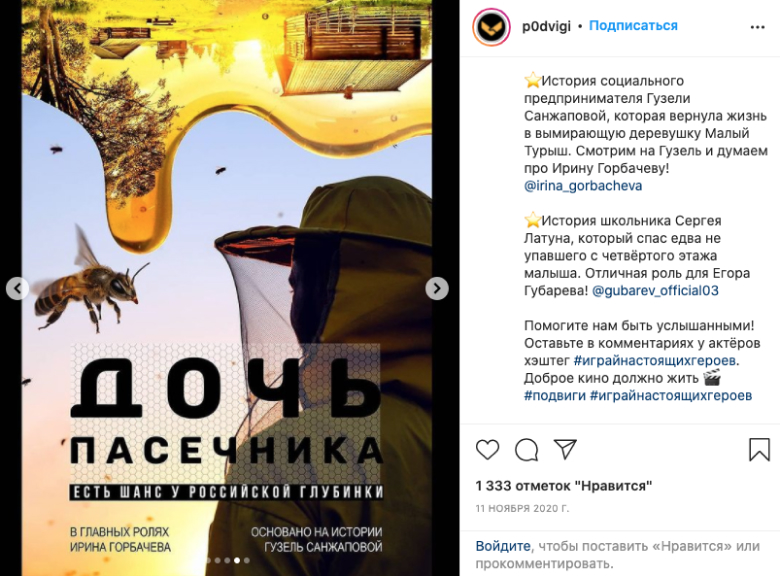 ДОЧЬ
ПАСЕЧНИКА
ЕСТЬ ШАНС У РОССИЙСКОЙ ГЛУБИНКИ
В ГЛАВНЫХ РОЛЯХ
ИРИНА ГОРБАЧЕВА
ОСНОВАНО НА ИСТОРИИ
ГУЗЕЛЬ САНЖАПОВОЙ
p0dvigi • Подписаться
⭐История социального
предпринимателя Гузели
Санжаповой, которая вернула жизнь
в вымирающую деревушку Малый
Турыш. Смотрим на Гузель и думаем
про Ирину Горбачеву!
@irina_gorbacheva
⭐История школьника Сергея
Латуна, который спас едва не
упавшего с четвёртого этажа
малыша. Отличная роль для Егора
Губарева! @gubarev_official03
Помогите нам быть услышанными!
Оставьте в комментариях у актёров
хэштег #играйнастоящихгероев.
Доброе кино должно жить 🎬
#подвиги #играйнастоящихгероев
1 333 отметок "Нравится"
11 НОЯБРЯ 2020 Г.
Войдите, чтобы поставить «Нравится» или
прокомментировать.